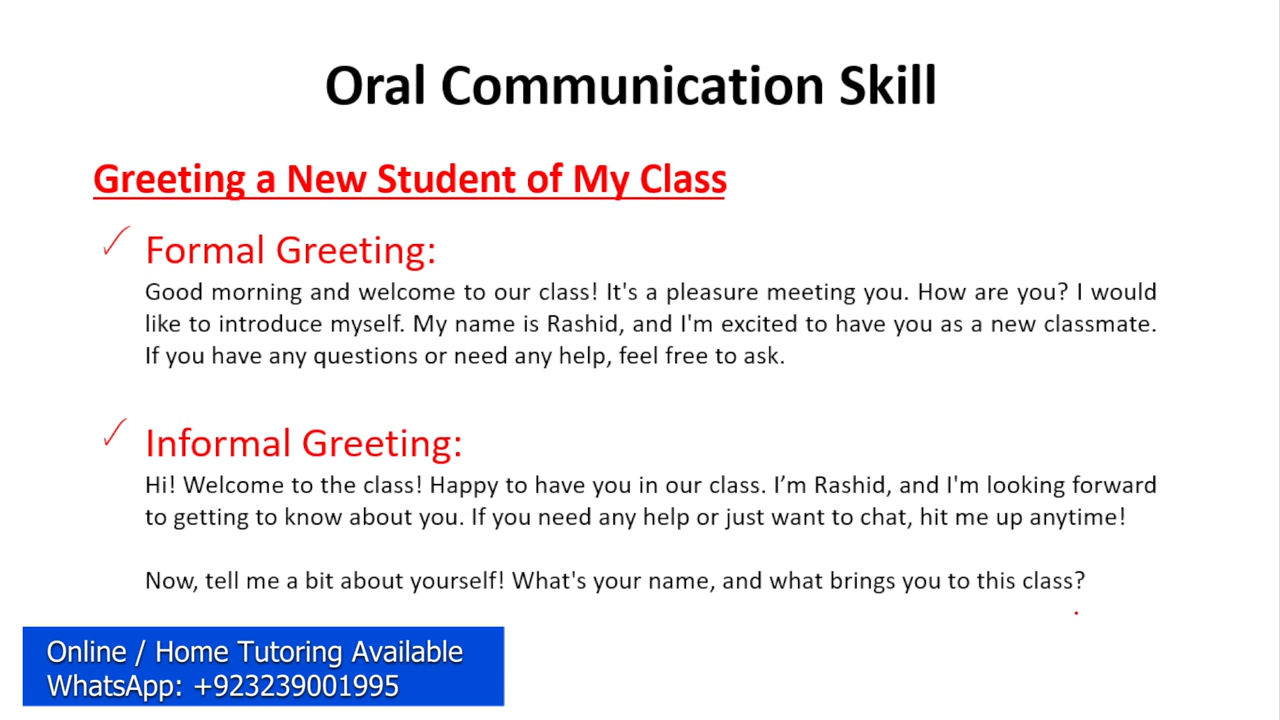 Oral Communication Skill
Greeting a New Student of My Class
Formal Greeting:
Good morning and welcome to our class! It's a pleasure meeting you. How are you? I would
like to introduce myself. My name is Rashid, and I'm excited to have you as a new classmate.
If you have any questions or need any help, feel free to ask.
Informal Greeting:
Hi! Welcome to the class! Happy to have you in our class. I’m Rashid, and I'm looking forward
to getting to know about you. If you need any help or just want to chat, hit me up anytime!
Now, tell me a bit about yourself! What's your name, and what brings you to this class?
Online / Home Tutoring Available
WhatsApp: +923239001995